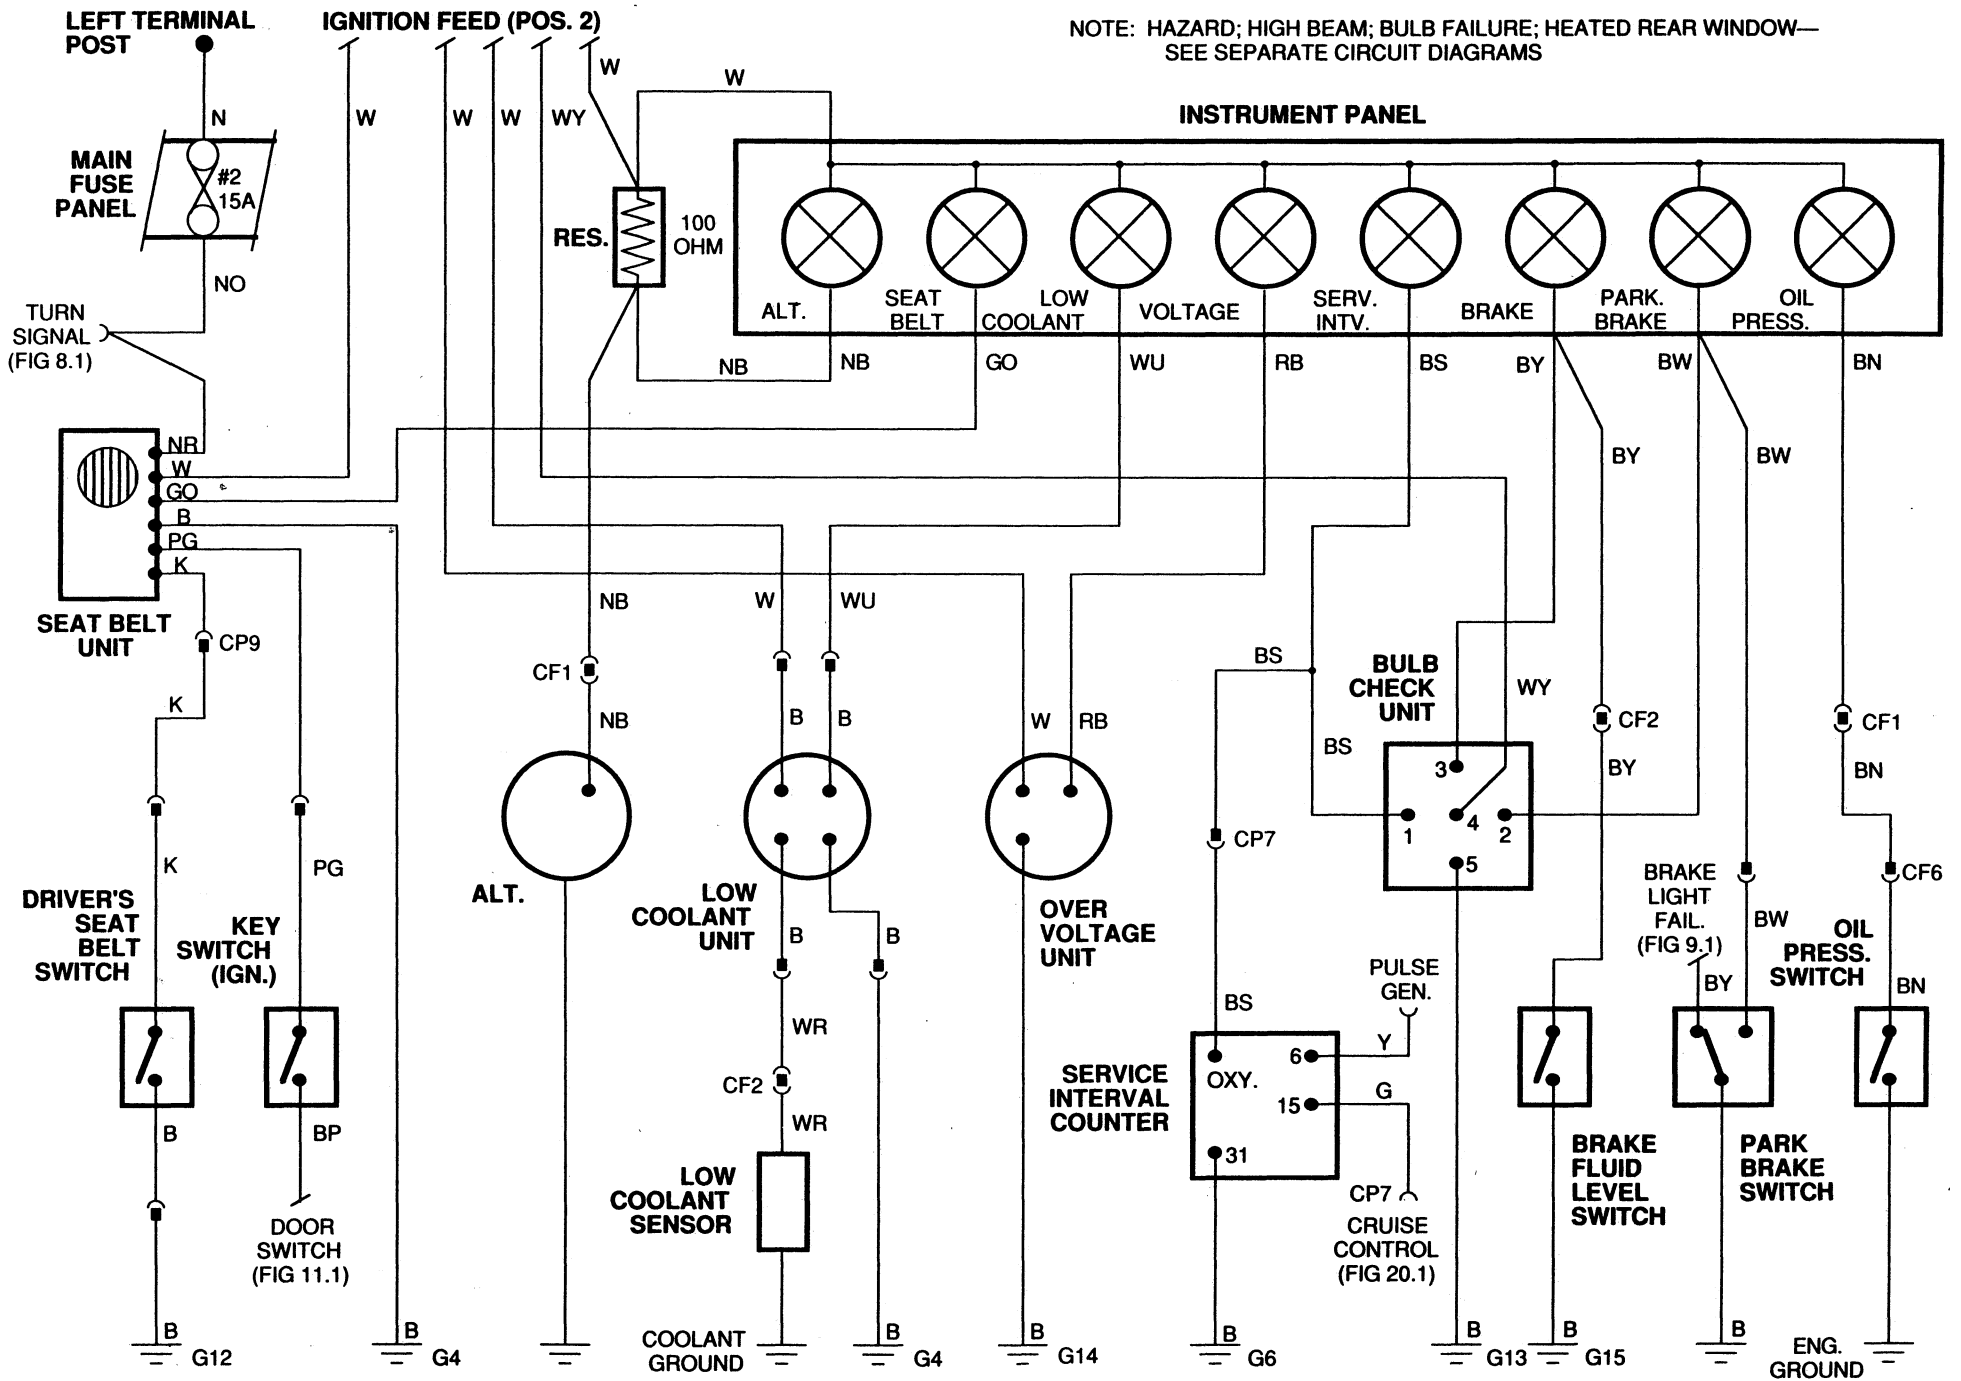 LEFT TERMINAL
POST
IGNITION FEED (POS. 2)
NOTE: HAZARD; HIGH BEAM; BULB FAILURE; HEATED REAR WINDOW—
SEE SEPARATE CIRCUIT DIAGRAMS
W
W
N
W
W
W
WY
INSTRUMENT PANEL
MAIN
FUSE
PANEL
#2
15A
RES.
100
OHM
NO
TURN
SIGNAL
(FIG 8.1)
ALT.
SEAT
BELT
LOW
COOLANT
VOLTAGE
SERV.
INTV.
BRAKE
PARK.
BRAKE
OIL
PRESS.
NB
NB
GO
WU
RB
BS
BY
BW
BN
NR
W
GO
B
PG
K
BY
BW
SEAT BELT
UNIT
CP9
NB
W
WU
CF1
BS
BULB
CHECK
UNIT
WY
K
NB
B
B
W
RB
BS
CF2
CF1
3
BY
BN
1
4
2
5
CP7
K
PG
ALT.
LOW
COOLANT
UNIT
OVER
VOLTAGE
UNIT
BRAKE
LIGHT
FAIL.
(FIG 9.1)
CF6
DRIVER'S
SEAT
BELT
SWITCH
KEY
SWITCH
(IGN.)
B
B
BW
OIL
PRESS.
SWITCH
PULSE
GEN.
BS
BY
BN
WR
Y
6
OXY.
CF2
SERVICE
INTERVAL
COUNTER
G
15
WR
B
BP
31
BRAKE
FLUID
LEVEL
SWITCH
PARK
BRAKE
SWITCH
LOW
COOLANT
SENSOR
CP7
CRUISE
CONTROL
(FIG 20.1)
DOOR
SWITCH
(FIG 11.1)
B
G12
B
G4
COOLANT
GROUND
B
G4
B
G14
B
G6
B
G13
B
G15
B
ENG.
GROUND